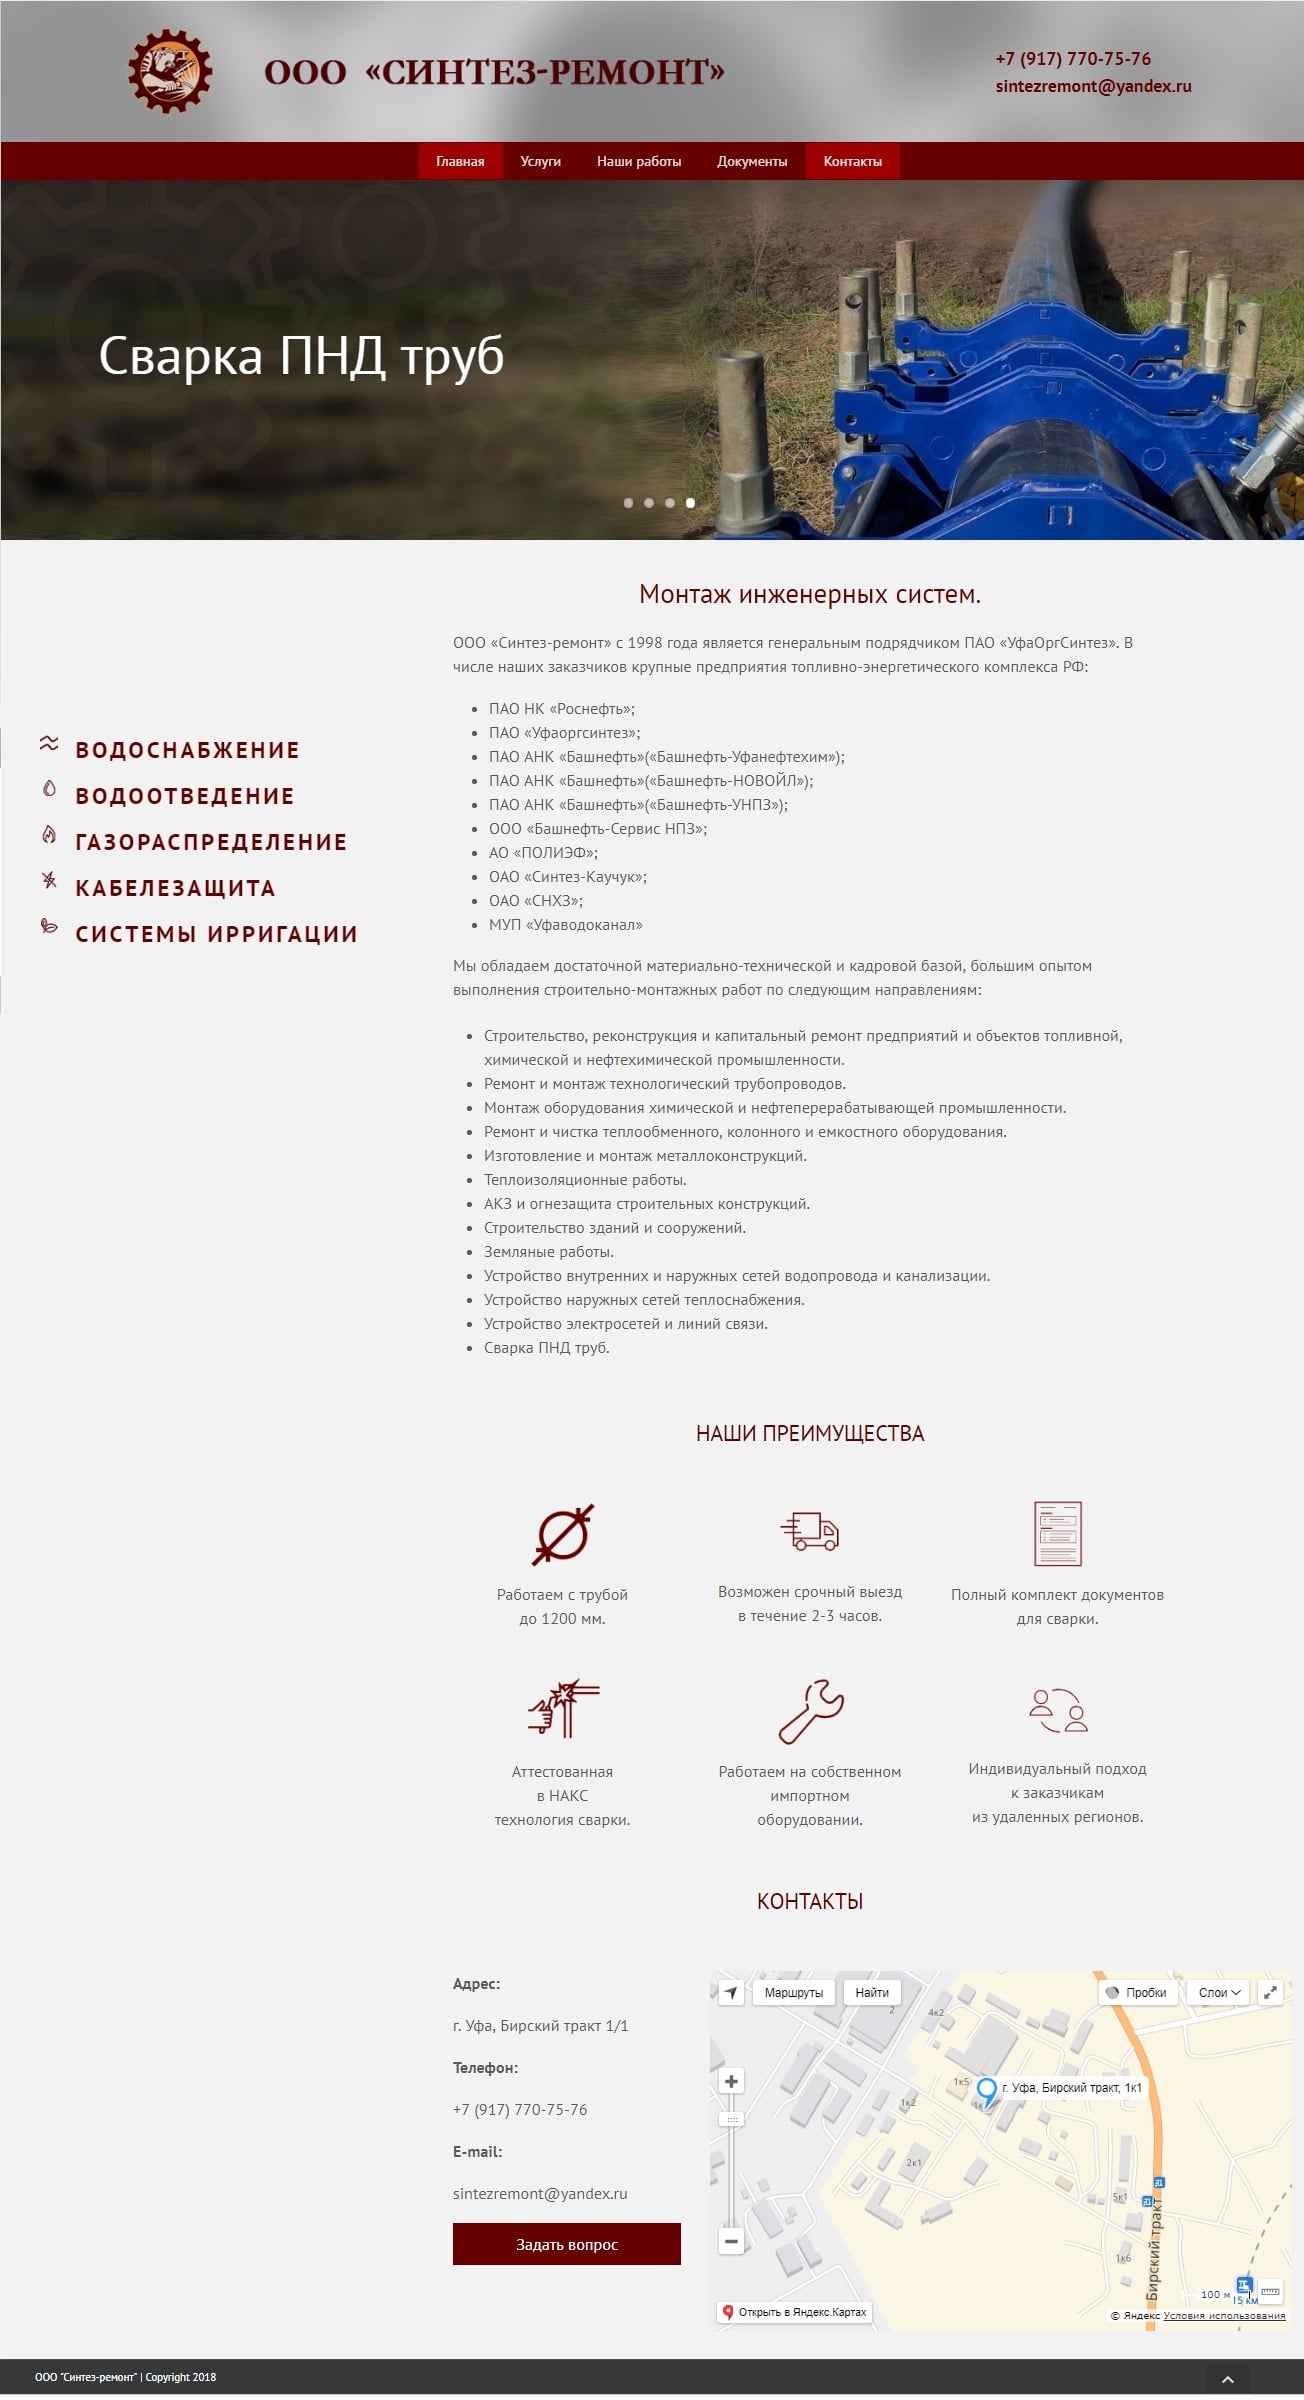 ООО «СИНТЕЗ-РЕМОНТ»
+7 (917) 770-75-76
sintezremont@yandex.ru
Главная Услуги Наши работы Документы Контакты
Сварка ПНД труб
Монтаж инженерных систем.
ООО «Синтез-ремонт» с 1998 года является генеральным подрядчиком ПАО «УфаОргСинтез». В
числе наших заказчиков крупные предприятия топливно-энергетического комплекса РФ:
ПАО НК «Роснефть»;
ПАО «Уфаоргсинтез»;
ПАО АНК «Башнефть»(«Башнефть-Уфанефтехим»);
ПАО АНК «Башнефть»(«Башнефть-НОВОЙЛ»);
ПАО АНК «Башнефть»(«Башнефть-УНПЗ»);
ООО «Башнефть-Сервис НПЗ»;
АО «ПОЛИЭФ»;
ОАО «Синтез-Каучук»;
ОАО «СНХЗ»;
МУП «Уфаводоканал»
ВОДОСНАБЖЕНИЕ
ВОДООТВЕДЕНИЕ
ГАЗОРАСПРЕДЕЛЕНИЕ
КАБЕЛЕЗАЩИТА
СИСТЕМЫ ИРРИГАЦИИ
Мы обладаем достаточной материально-технической и кадровой базой, большим опытом
выполнения строительно-монтажных работ по следующим направлениям:
Строительство, реконструкция и капитальный ремонт предприятий и объектов топливной,
химической и нефтехимической промышленности.
Ремонт и монтаж технологический трубопроводов.
Монтаж оборудования химической и нефтеперерабатывающей промышленности.
Ремонт и чистка теплообменного, колонного и емкостного оборудования.
Изготовление и монтаж металлоконструкций.
Теплоизоляционные работы.
АКЗ и огнезащита строительных конструкций.
Строительство зданий и сооружений.
Земляные работы.
Устройство внутренних и наружных сетей водопровода и канализации.
Устройство наружных сетей теплоснабжения.
Устройство электросетей и линий связи.
Сварка ПНД труб.
НАШИ ПРЕИМУЩЕСТВА
Работаем с трубой
до 1200 мм.
Возможен срочный выезд
в течение 2-3 часов.
Полный комплект документов
для сварки.
Аттестованная
в НАКС
технология сварки.
Работаем на собственном
импортном
оборудовании.
Индивидуальный подход
к заказчикам
из удаленных регионов.
КОНТАКТЫ
Адрес:
г. Уфа, Бирский тракт 1/1
Телефон:
+7 (917) 770-75-76
E-mail:
sintezremont@yandex.ru
Задать вопрос
Маршруты Найти Пробки Слои
2 4к2
1к5
г. Уфа, Бирский тракт, 1к1
1к2
2к1
5к1
1к6
Бирский тракт
100 м
15 км
Открыть в Яндекс.Картах
© Яндекс Условия использования
ООО "Синтез-ремонт" | Copyright 2018